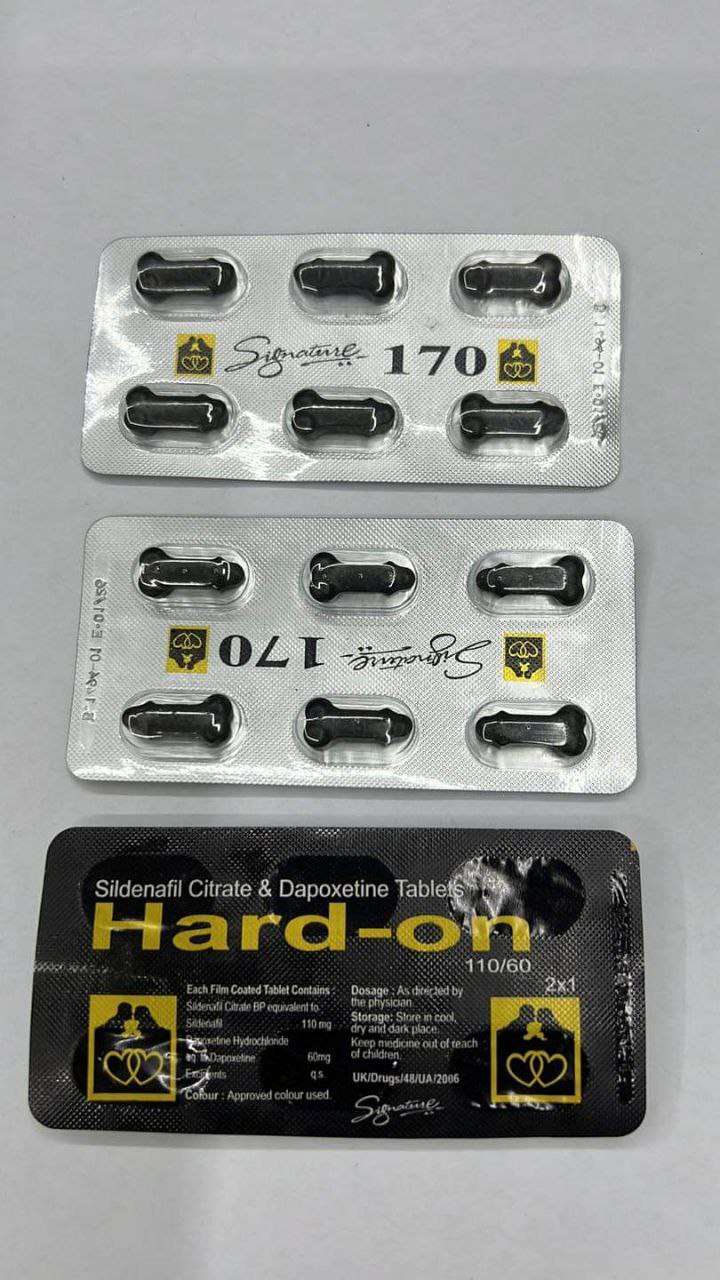 Signature 170
Signature 170
Sildenafil Citrate & Dapoxetine Tablets
Hard-on
110/60
2x1
Each Film Coated Tablet Contains :
Sildenafil Citrate BP equivalent to
Sildenafil 110 mg
Dapoxetine Hydrochloride
eq. to Dapoxetine 60mg
Excipients q.s.
Colour : Approved colour used.
Dosage : As directed by
the physician.
Storage: Store in cool,
dry and dark place.
Keep medicine out of reach
of children.
UK/Drugs/48/UA/2006
Signature